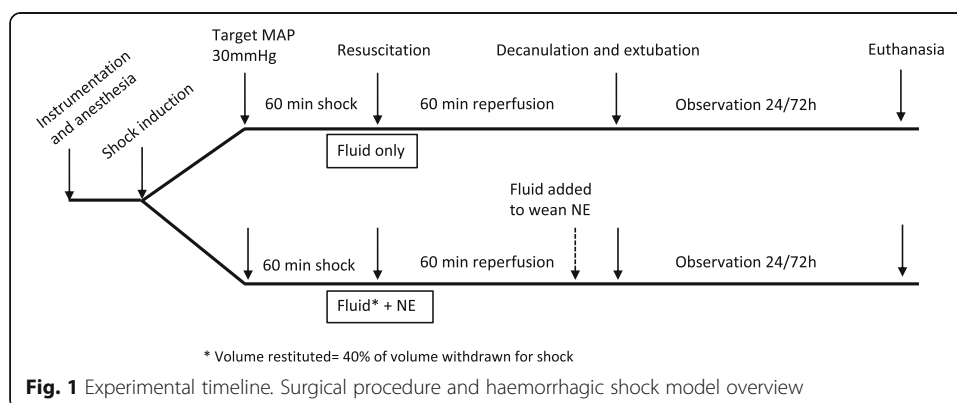 Instrumentation
and anesthesia
Shock induction
Target MAP
30mmHg
Resuscitation
Decanulation and extubation
Euthanasia
60 min shock
60 min reperfusion
Observation 24/72h
Fluid only
Fluid added
to wean NE
60 min shock
60 min reperfusion
Observation 24/72h
Fluid* + NE
* Volume restituted= 40% of volume withdrawn for shock
Fig. 1 Experimental timeline. Surgical procedure and haemorrhagic shock model overview